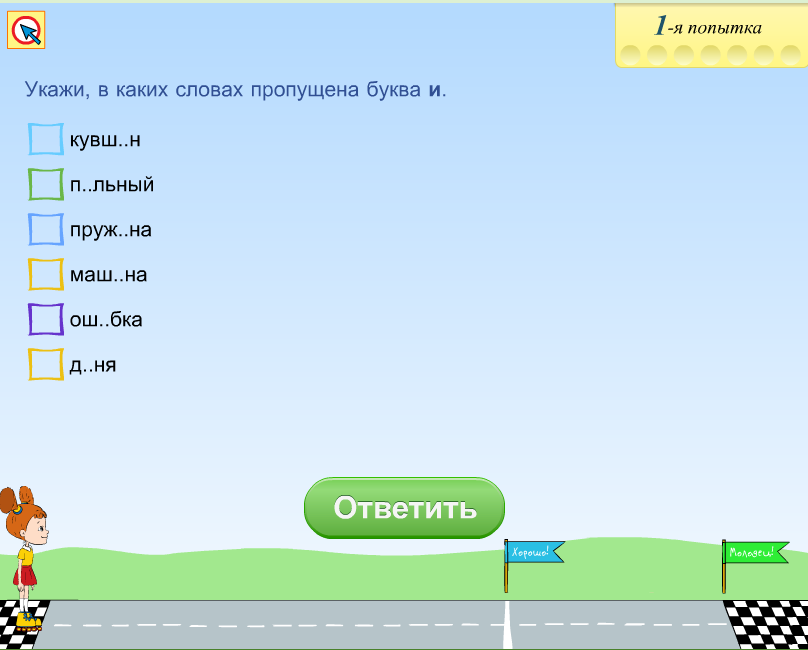 1-я попытка
Укажи, в каких словах пропущена буква и.
кувш..н
п..льный
пруж..на
маш..на
ош..бка
д..ня
Ответить
Хорошо!
Молодец!